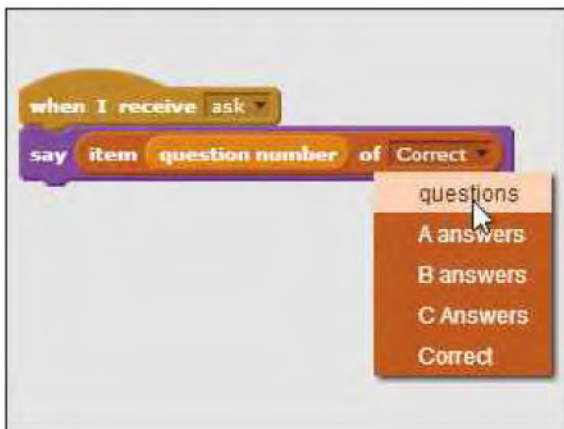 when I receive ask
say item question number of Correct
questions
A answers
B answers
C Answers
Correct